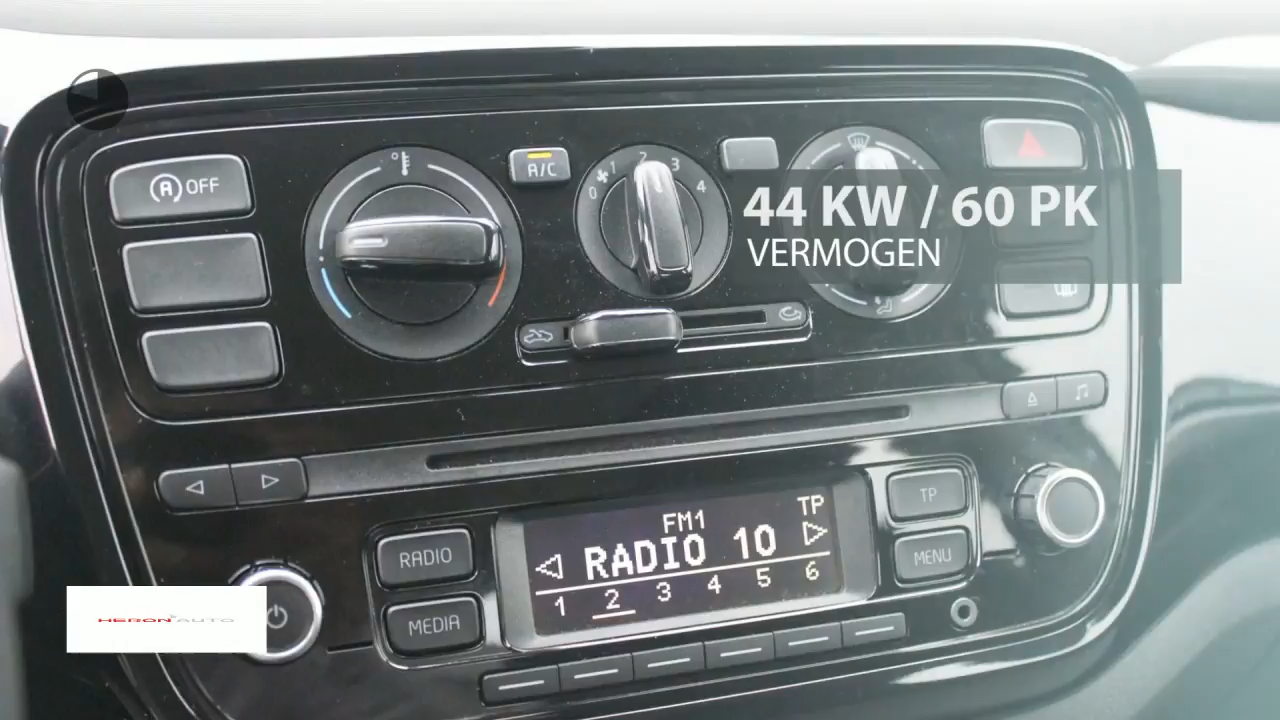 OFF
A/C
0 1 2 3 4
44 KW / 60 PK
VERMOGEN
FM1
TP
RADIO 10
1 2 3 4 5 6
RADIO
MEDIA
TP
MENU
HERON AUTO